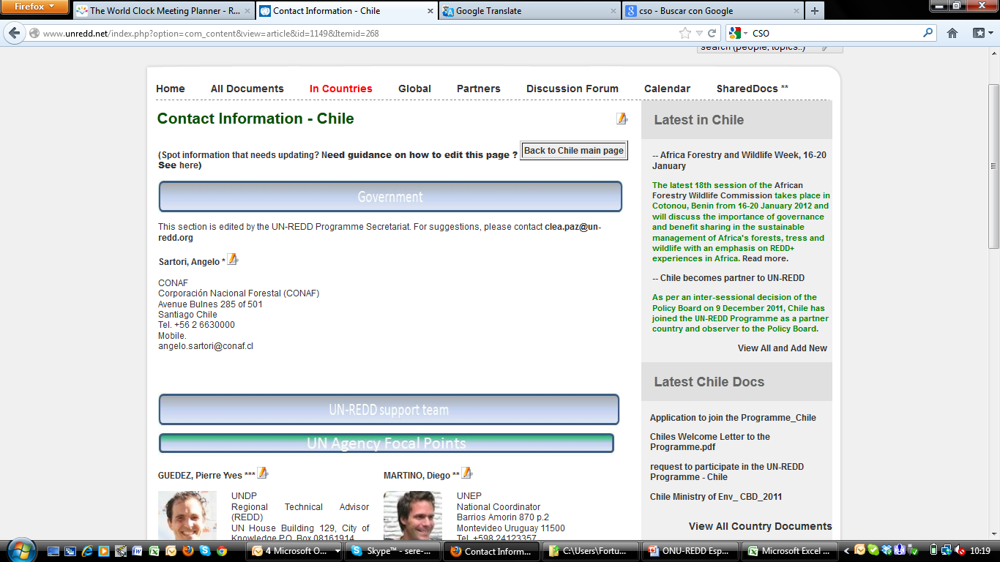 Firefox
The World Clock Meeting Planner - R...
Contact Information - Chile
Google Translate
cso - Buscar con Google
www.unredd.net/index.php?option=com_content&view=article&id=1149&Itemid=268
CSO
search (people, topics..)
Home All Documents In Countries Global Partners Discussion Forum Calendar SharedDocs **
Contact Information - Chile
(Spot information that needs updating? Need guidance on how to edit this page ?
See here)
Back to Chile main page
Government
This section is edited by the UN-REDD Programme Secretariat. For suggestions, please contact clea.paz@un-
redd.org
Sartori, Angelo *
CONAF
Corporación Nacional Forestal (CONAF)
Avenue Bulnes 285 of 501
Santiago Chile
Tel. +56 2 6630000
Mobile.
angelo.sartori@conaf.cl
UN-REDD support team
UN Agency Focal Points
GUEDEZ, Pierre Yves ***
UNDP
Regional Technical Advisor
(REDD)
UN House Building 129, City of
Knowledge P.O. Box 08161914
MARTINO, Diego **
UNEP
National Coordinator
Barrios Amorin 870 p.2
Montevideo Uruguay 11500
Tel. +598 24123357
Latest in Chile
-- Africa Forestry and Wildlife Week, 16-20
January
The latest 18th session of the African
Forestry Wildlife Commission takes place in
Cotonou, Benin from 16-20 January 2012 and
will discuss the importance of governance
and benefit sharing in the sustainable
management of Africa's forests, tress and
wildlife with an emphasis on REDD+
experiences in Africa. Read more.
-- Chile becomes partner to UN-REDD
As per an inter-sessional decision of the
Policy Board on 9 December 2011, Chile has
joined the UN-REDD Programme as a partner
country and observer to the Policy Board.
View All and Add New
Latest Chile Docs
Application to join the Programme_Chile
Chiles Welcome Letter to the
Programme.pdf
request to participate in the UN-REDD
Programme - Chile
Chile Ministry of Env_ CBD_2011
View All Country Documents
4 Microsoft O...
Skype™ - sere-...
Contact Inform...
C:\Users\Fortu...
ONU-REDD Esp...
Microsoft Excel ...
10:19